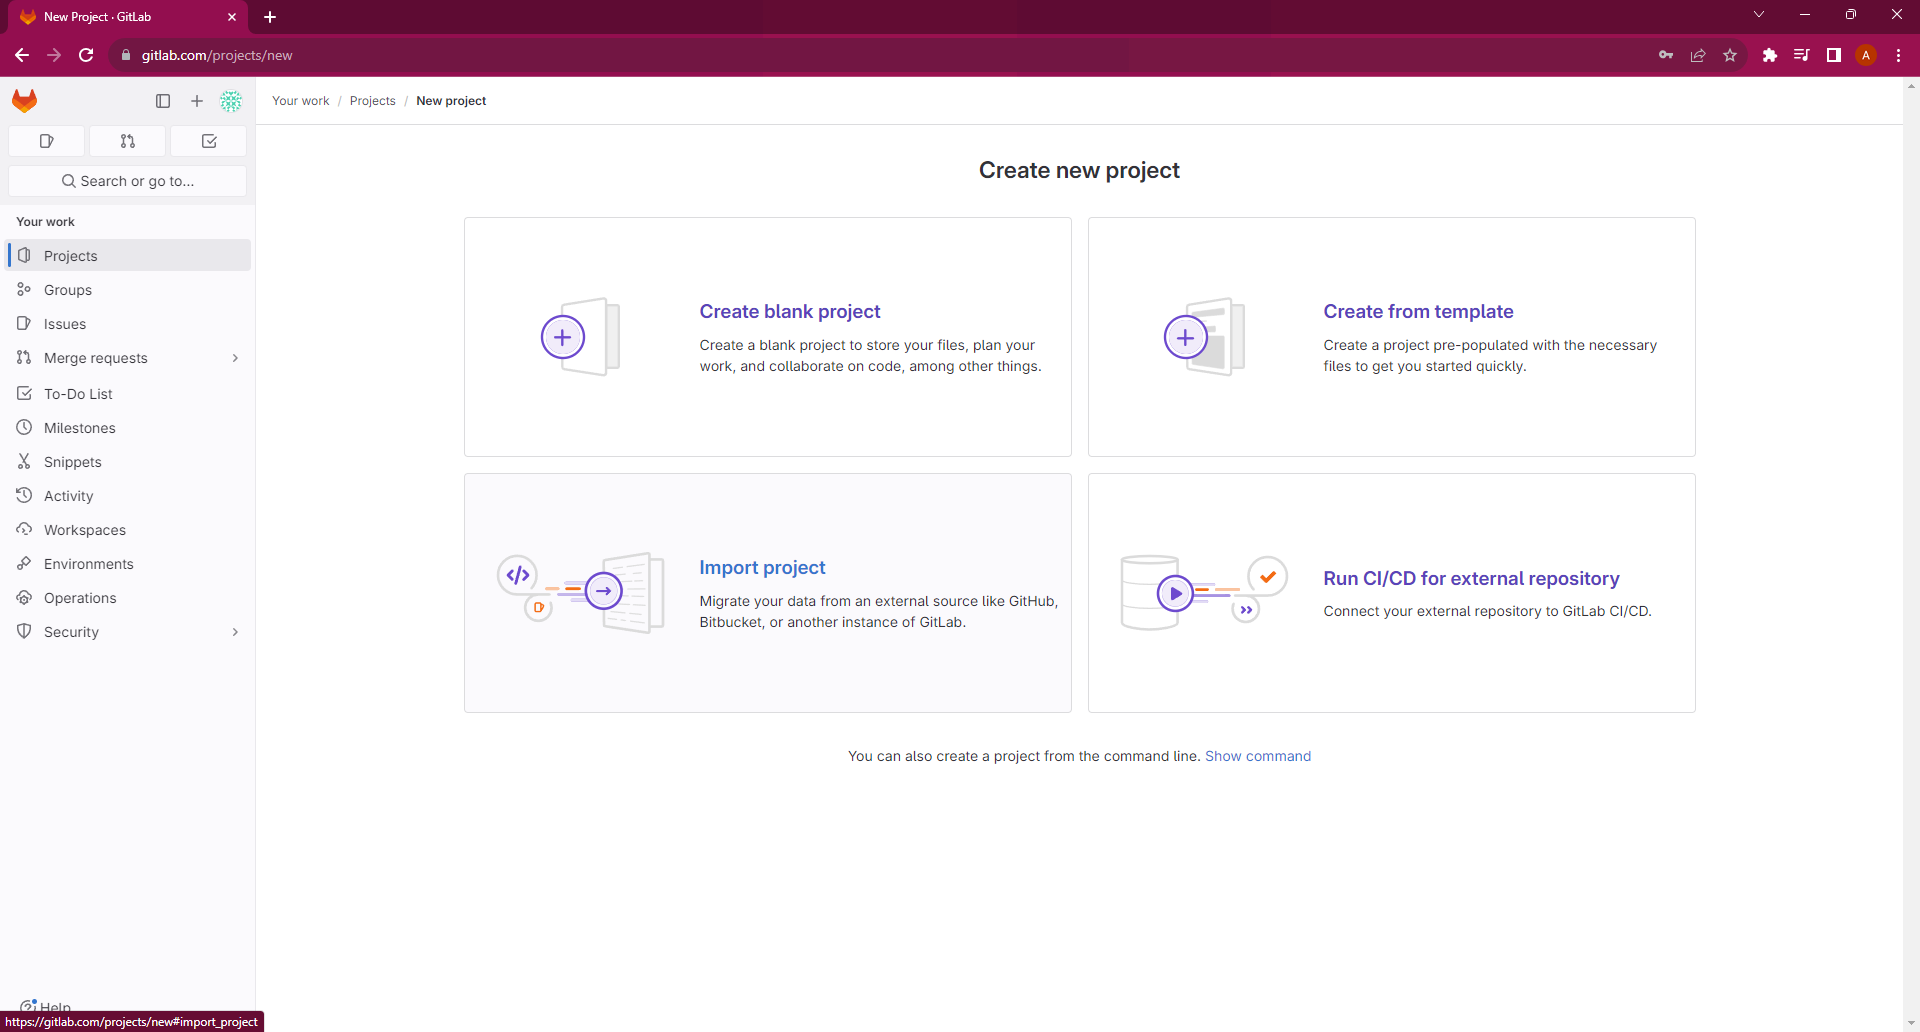 New Project · GitLab
gitlab.com/projects/new
A
Your work / Projects / New project
Search or go to...
Your work
Projects
Groups
Issues
Merge requests
To-Do List
Milestones
Snippets
Activity
Workspaces
Environments
Operations
Security
Help
https://gitlab.com/projects/new#import_project
Create new project
Create blank project
Create a blank project to store your files, plan your
work, and collaborate on code, among other things.
Create from template
Create a project pre-populated with the necessary
files to get you started quickly.
Import project
Migrate your data from an external source like GitHub,
Bitbucket, or another instance of GitLab.
Run CI/CD for external repository
Connect your external repository to GitLab CI/CD.
You can also create a project from the command line. Show command